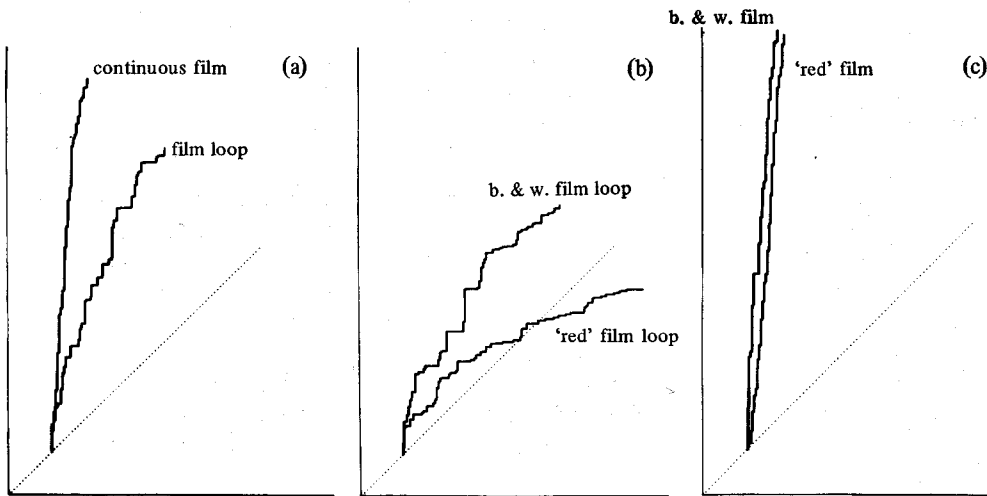 continuous film
(a)
film loop
(b)
b. & w. film loop
'red' film loop
b. & w. film
'red' film
(c)